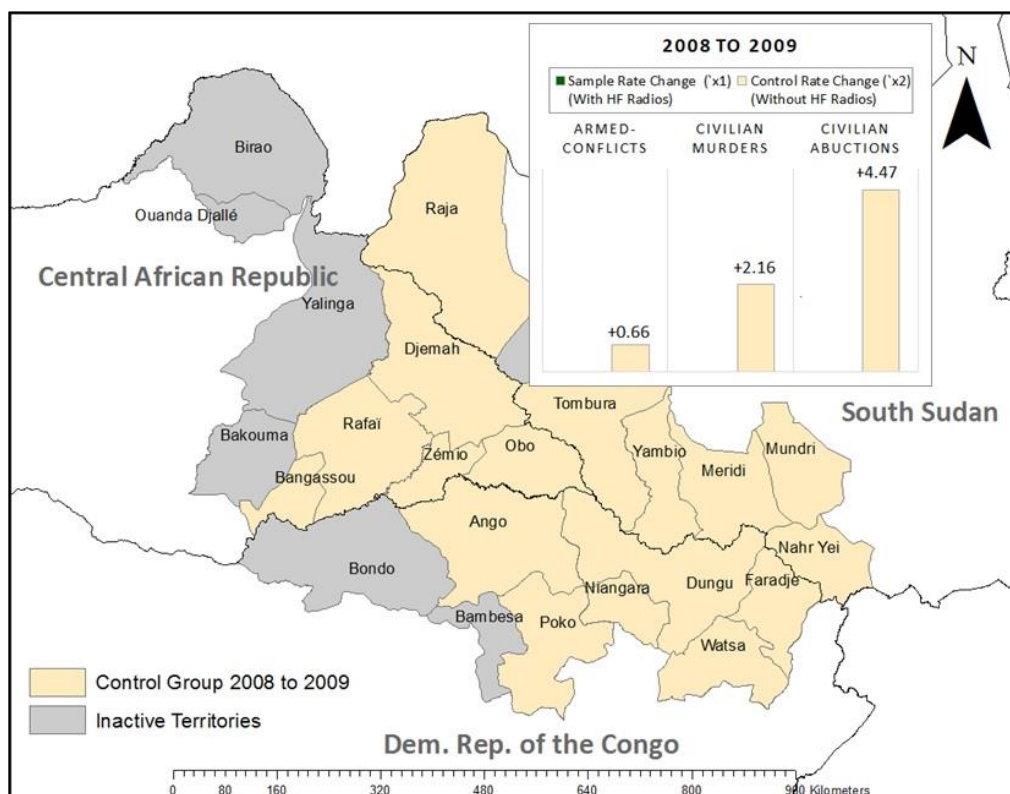 2008 TO 2009
Sample Rate Change (`x1)
(With HF Radios)
Control Rate Change (`x2)
(Without HF Radios)
ARMED-
CONFLICTS
CIVILIAN
MURDERS
CIVILIAN
ABUCTIONS
+0.66
+2.16
+4.47
N
Birao
Ouanda Djallé
Raja
Central African Republic
Yalinga
Djemah
Tombura
South Sudan
Rafaï
Bakouma
Zémio
Obo
Yambio
Meridi
Mundri
Bangassou
Ango
Nahr Yei
Bondo
Niangara
Dungu
Faradje
Bambesa
Poko
Watsa
Control Group 2008 to 2009
Inactive Territories
Dem. Rep. of the Congo
0 80 160 320 480 640 800 960 Kilometers